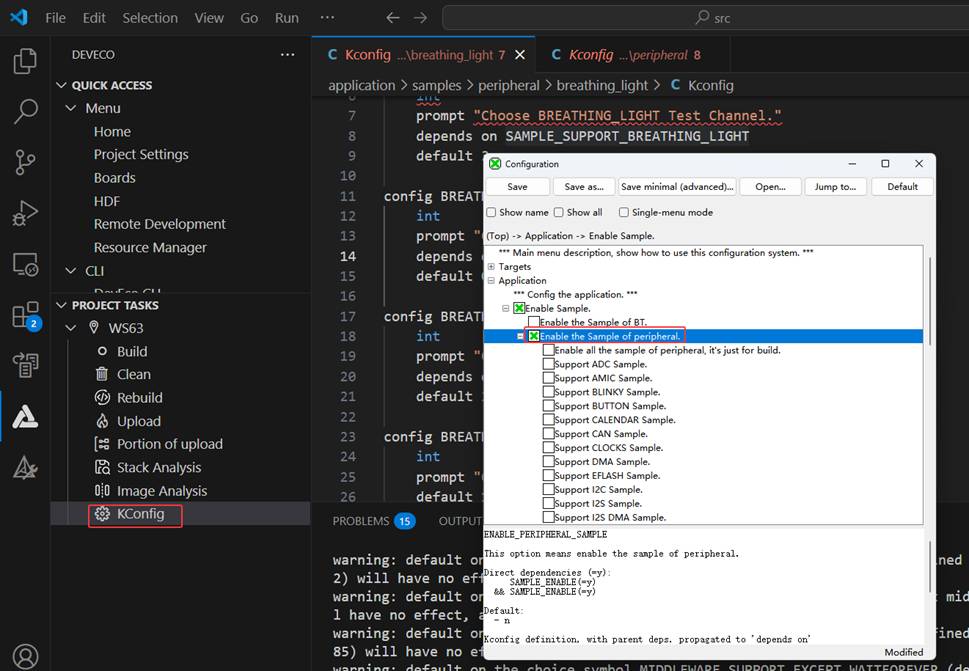 File Edit Selection View Go Run ··· src
DEVECO ···
QUICK ACCESS
Menu
Home
Project Settings
Boards
HDF
Remote Development
Resource Manager
CLI
PROJECT TASKS
2
WS63
Build
Clean
Rebuild
Upload
Portion of upload
Stack Analysis
Image Analysis
KConfig
C Kconfig ...\breathing_light 7 C Kconfig ...\peripheral 8
application > samples > peripheral > breathing_light > C Kconfig
int
7 prompt "Choose BREATHING_LIGHT Test Channel."
8 depends on SAMPLE_SUPPORT_BREATHING_LIGHT
9 default
10
11 config BREAT
12 int
13 prompt "
14 depends
15 default
16
17 config BREAT
18 int
19 prompt "
20 depends
21 default
22
23 config BREAT
24 int
25 prompt "
26 default
PROBLEMS 15 OUTPUT
warning: default on
2) will have no eff
warning: default on
l have no effect, a
warning: default on
85) will have no ef
warning: default on the choice symbol MIDDLEWARE_SUPPORT_EXCEPT_WATTEFOREVER (de
Configuration
Save Save as... Save minimal (advanced)... Open... Jump to... Default
Show name Show all Single-menu mode
(Top) -> Application -> Enable Sample.
*** Main menu description, show how to use this configuration system. ***
Targets
Application
*** Config the application. ***
Enable Sample.
Enable the Sample of BT.
Enable the Sample of peripheral.
Enable all the sample of peripheral, it's just for build.
Support ADC Sample.
Support AMIC Sample.
Support BLINKY Sample.
Support BUTTON Sample.
Support CALENDAR Sample.
Support CAN Sample.
Support CLOCKS Sample.
Support DMA Sample.
Support EFLASH Sample.
Support I2C Sample.
Support I2S Sample.
Support I2S DMA Sample.
ENABLE_PERIPHERAL_SAMPLE
This option means enable the sample of peripheral.
Direct dependencies (=y):
SAMPLE_ENABLE(=y)
&& SAMPLE_ENABLE(=y)
Default:
- n
Kconfig definition, with parent deps. propagated to 'depends on'
Modified